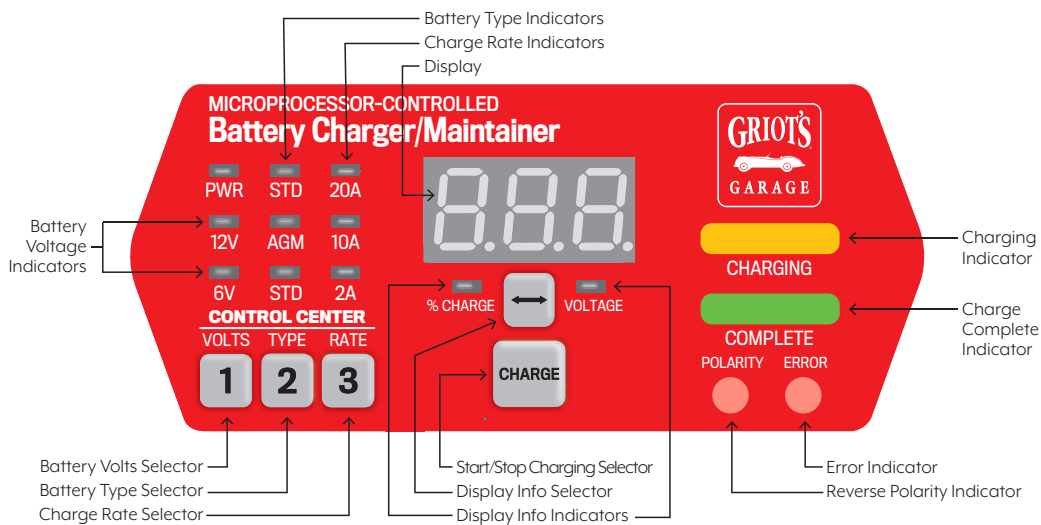 Battery Type Indicators
Charge Rate Indicators
Display
MICROPROCESSOR-CONTROLLED
Battery Charger/Maintainer
GRIOT'S
GARAGE
PWR STD 20A
12V AGM 10A
6V STD 2A
8.8.8.
Battery
Voltage
Indicators
% CHARGE
VOLTAGE
CHARGING
Charging
Indicator
COMPLETE
Charge
Complete
Indicator
CONTROL CENTER
VOLTS TYPE RATE
1 2 3
CHARGE
POLARITY ERROR
Battery Volts Selector
Battery Type Selector
Charge Rate Selector
Start/Stop Charging Selector
Display Info Selector
Display Info Indicators
Error Indicator
Reverse Polarity Indicator